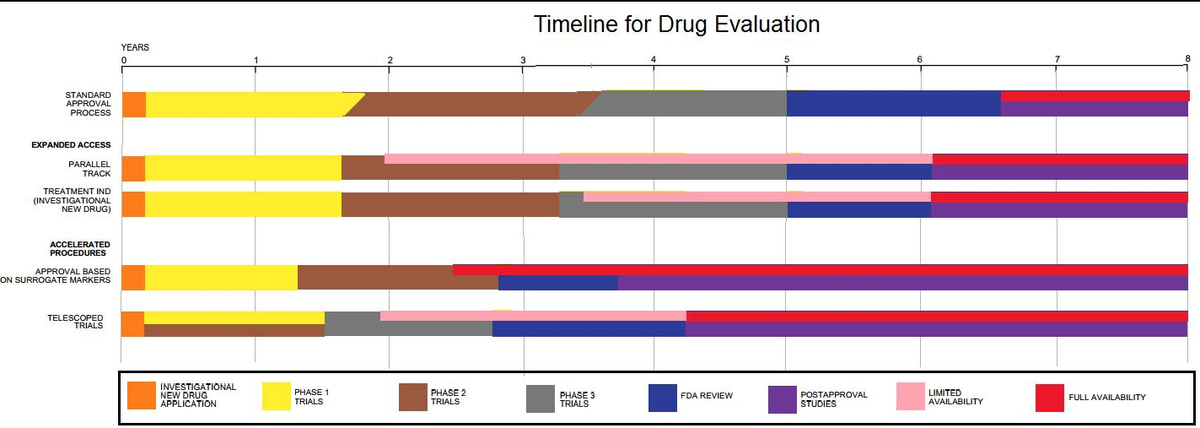 Timeline for Drug Evaluation
YEARS
0 1 2 3 4 5 6 7 8
STANDARD
APPROVAL
PROCESS
EXPANDED ACCESS
PARALLEL
TRACK
TREATMENT IND
(INVESTIGATIONAL
NEW DRUG)
ACCELERATED
PROCEDURES
APPROVAL BASED
ON SURROGATE MARKERS
TELESCOPED
TRIALS
INVESTIGATIONAL
NEW DRUG
APPLICATION
PHASE 1
TRIALS
PHASE 2
TRIALS
PHASE 3
TRIALS
FDA REVIEW
POSTAPPROVAL
STUDIES
LIMITED
AVAILABILITY
FULL AVAILABILITY